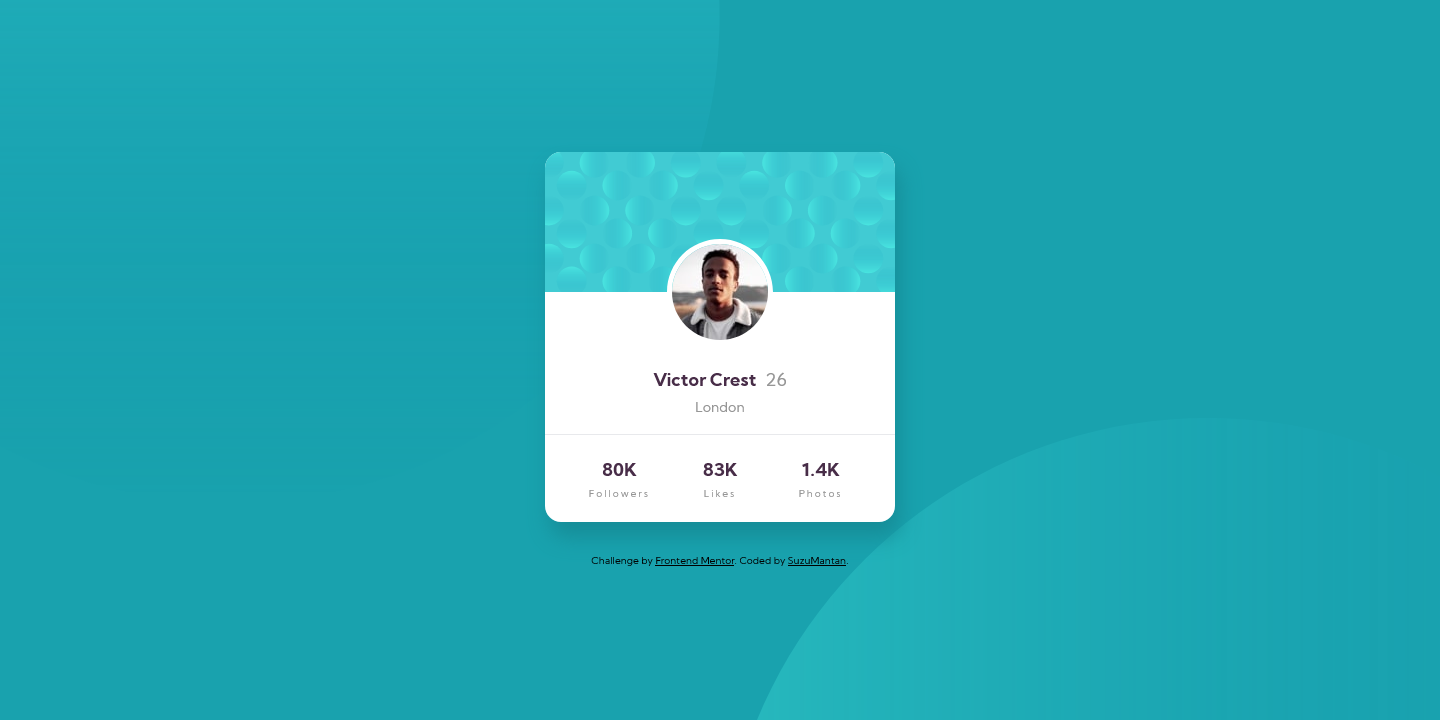 Victor Crest 26
London
80K 83K 1.4K
Followers Likes Photos
Challenge by Frontend Mentor. Coded by SuzuMantan.